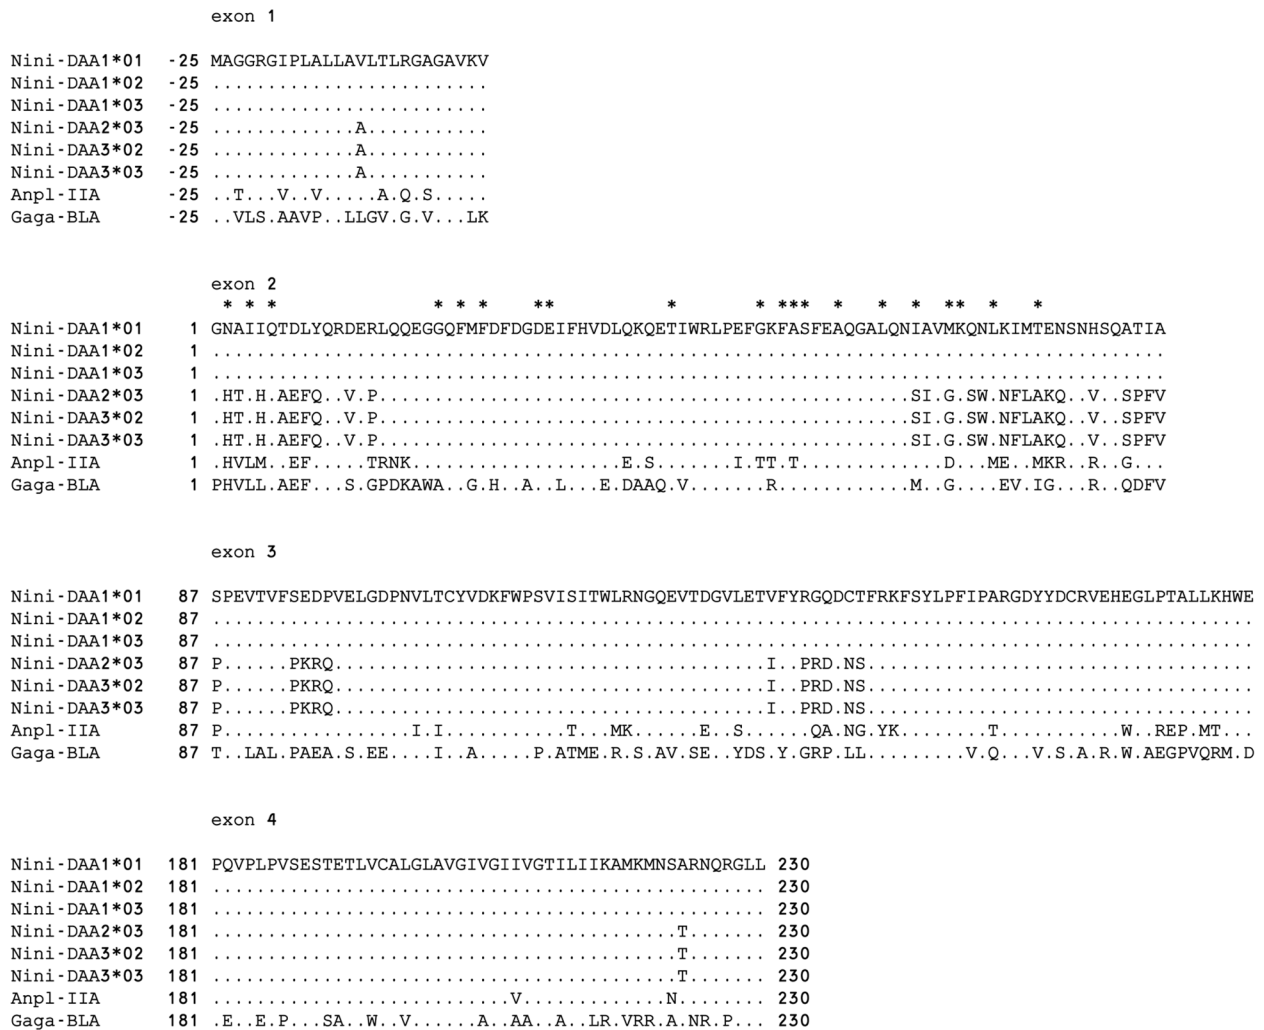 exon 1
Nini-DAA1*01 -25 MAGGRGIPLALLAVLTLRGAGAVKV
Nini-DAA1*02 -25 .........................
Nini-DAA1*03 -25 .........................
Nini-DAA2*03 -25 .............A...........
Nini-DAA3*02 -25 .............A...........
Nini-DAA3*03 -25 .............A...........
Anpl-IIA -25 ..T...V..V.....A.Q.S.....
Gaga-BLA -25 ..VLS.AAVP..LLGV.G.V...LK
exon 2
* * * * * * ** * * *** * * * ** * *
Nini-DAA1*01 1 GNAIIQTDLYQRDERLQQEGGQFMFDFDGDEIFHVDLQKQETIWRLPEFGKFASFEAQGALQNIAVMKQNLKIMTENSNHSQATIA
Nini-DAA1*02 1 ......................................................................................
Nini-DAA1*03 1 ......................................................................................
Nini-DAA2*03 1 .HT.H.AEFQ..V.P................................................SI.G.SW.NFLAKQ..V..SPFV
Nini-DAA3*02 1 .HT.H.AEFQ..V.P................................................SI.G.SW.NFLAKQ..V..SPFV
Nini-DAA3*03 1 .HT.H.AEFQ..V.P................................................SI.G.SW.NFLAKQ..V..SPFV
Anpl-IIA 1 .HVLM..EF.....TRNK...................E.S.......I.TT.T.............D...ME..MKR..R..G...
Gaga-BLA 1 PHVLL.AEF...S.GPDKAWA..G.H..A..L...E.DAAQ.V.......R............M..G....EV.IG...R..QDFV
exon 3
Nini-DAA1*01 87 SPEVTVFSEDPVELGDPNVLTCYVDKFWPSVISITWLRNGQEVTDGVLETVFYRGQDCTFRKFSYLPFIPARGDYYDCRVEHEGLPTALLKHWE
Nini-DAA1*02 87 ..............................................................................................
Nini-DAA1*03 87 ..............................................................................................
Nini-DAA2*03 87 P......PKRQ.......................................I..PRD.NS...................................
Nini-DAA3*02 87 P......PKRQ.......................................I..PRD.NS...................................
Nini-DAA3*03 87 P......PKRQ.......................................I..PRD.NS...................................
Anpl-IIA 87 P.................I.I...........T...MK......E..S......QA.NG.YK........T...........W..REP.MT...
Gaga-BLA 87 T..LAL.PAEA.S.EE....I..A.....P.ATME.R.S.AV.SE..YDS.Y.GRP.LL.........V.Q...V.S.A.R.W.AEGPVQRM.D
exon 4
Nini-DAA1*01 181 PQVPLPVSESTETLVCALGLAVGIVGIIVGTILIIKAMKMNSARNQRGLL 230
Nini-DAA1*02 181 .................................................. 230
Nini-DAA1*03 181 .................................................. 230
Nini-DAA2*03 181 ..........................................T....... 230
Nini-DAA3*02 181 ..........................................T....... 230
Nini-DAA3*03 181 ..........................................T....... 230
Anpl-IIA 181 ...........................V.............N........ 230
Gaga-BLA 181 .E..E.P...SA..W..V......A..AA..A..LR.VRR.A.NR.P... 230